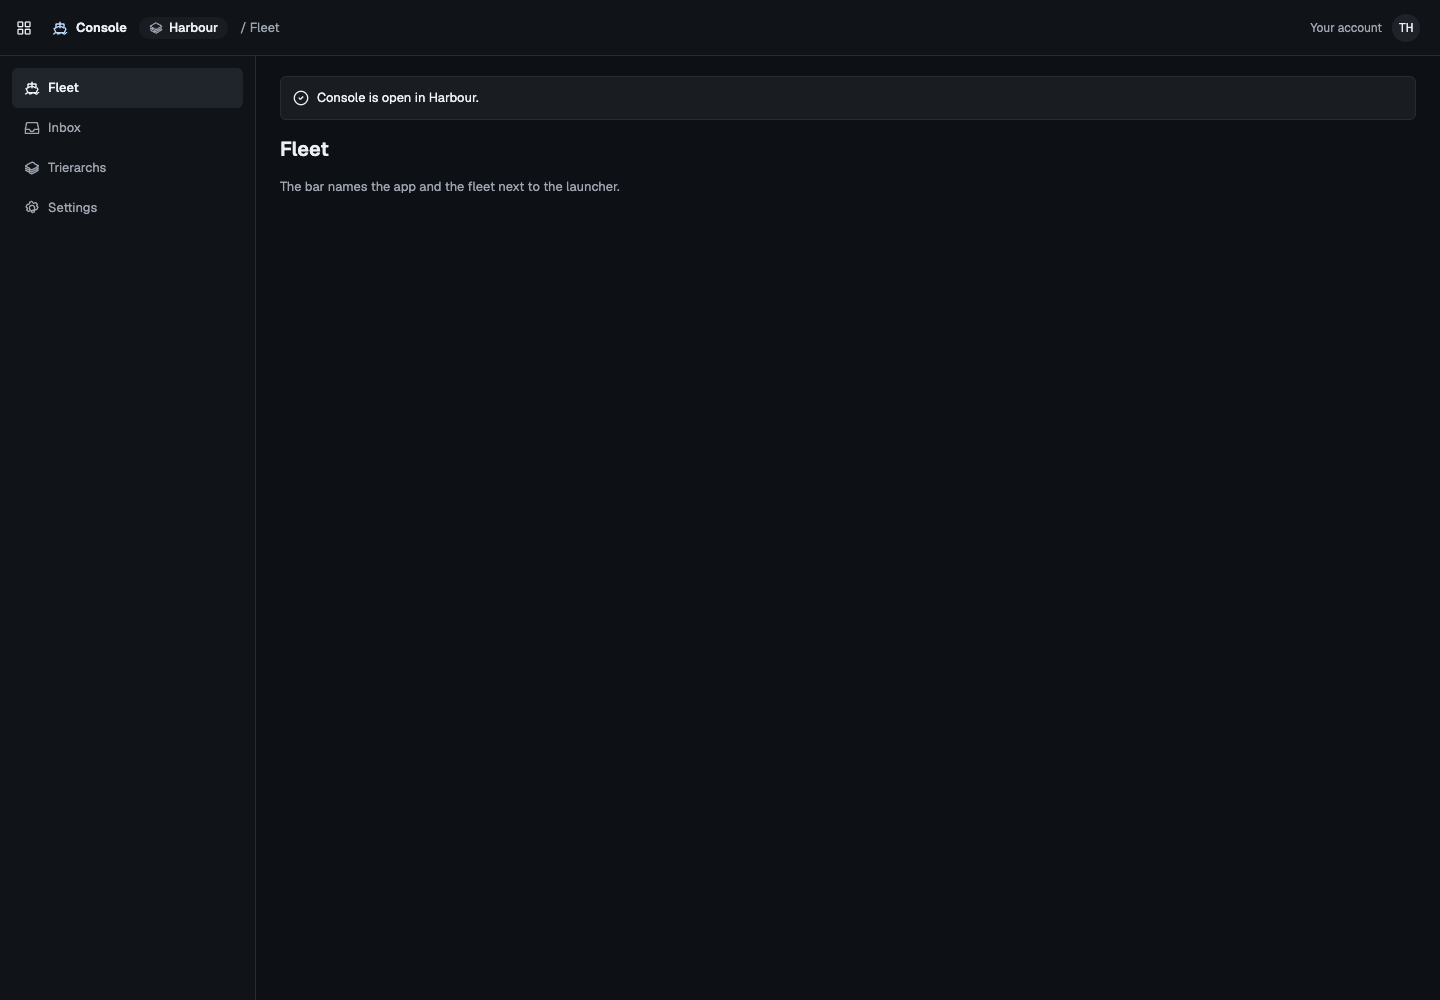 Console Harbour / Fleet Your account TH
Fleet
Inbox
Trierarchs
Settings
Console is open in Harbour.
Fleet
The bar names the app and the fleet next to the launcher.